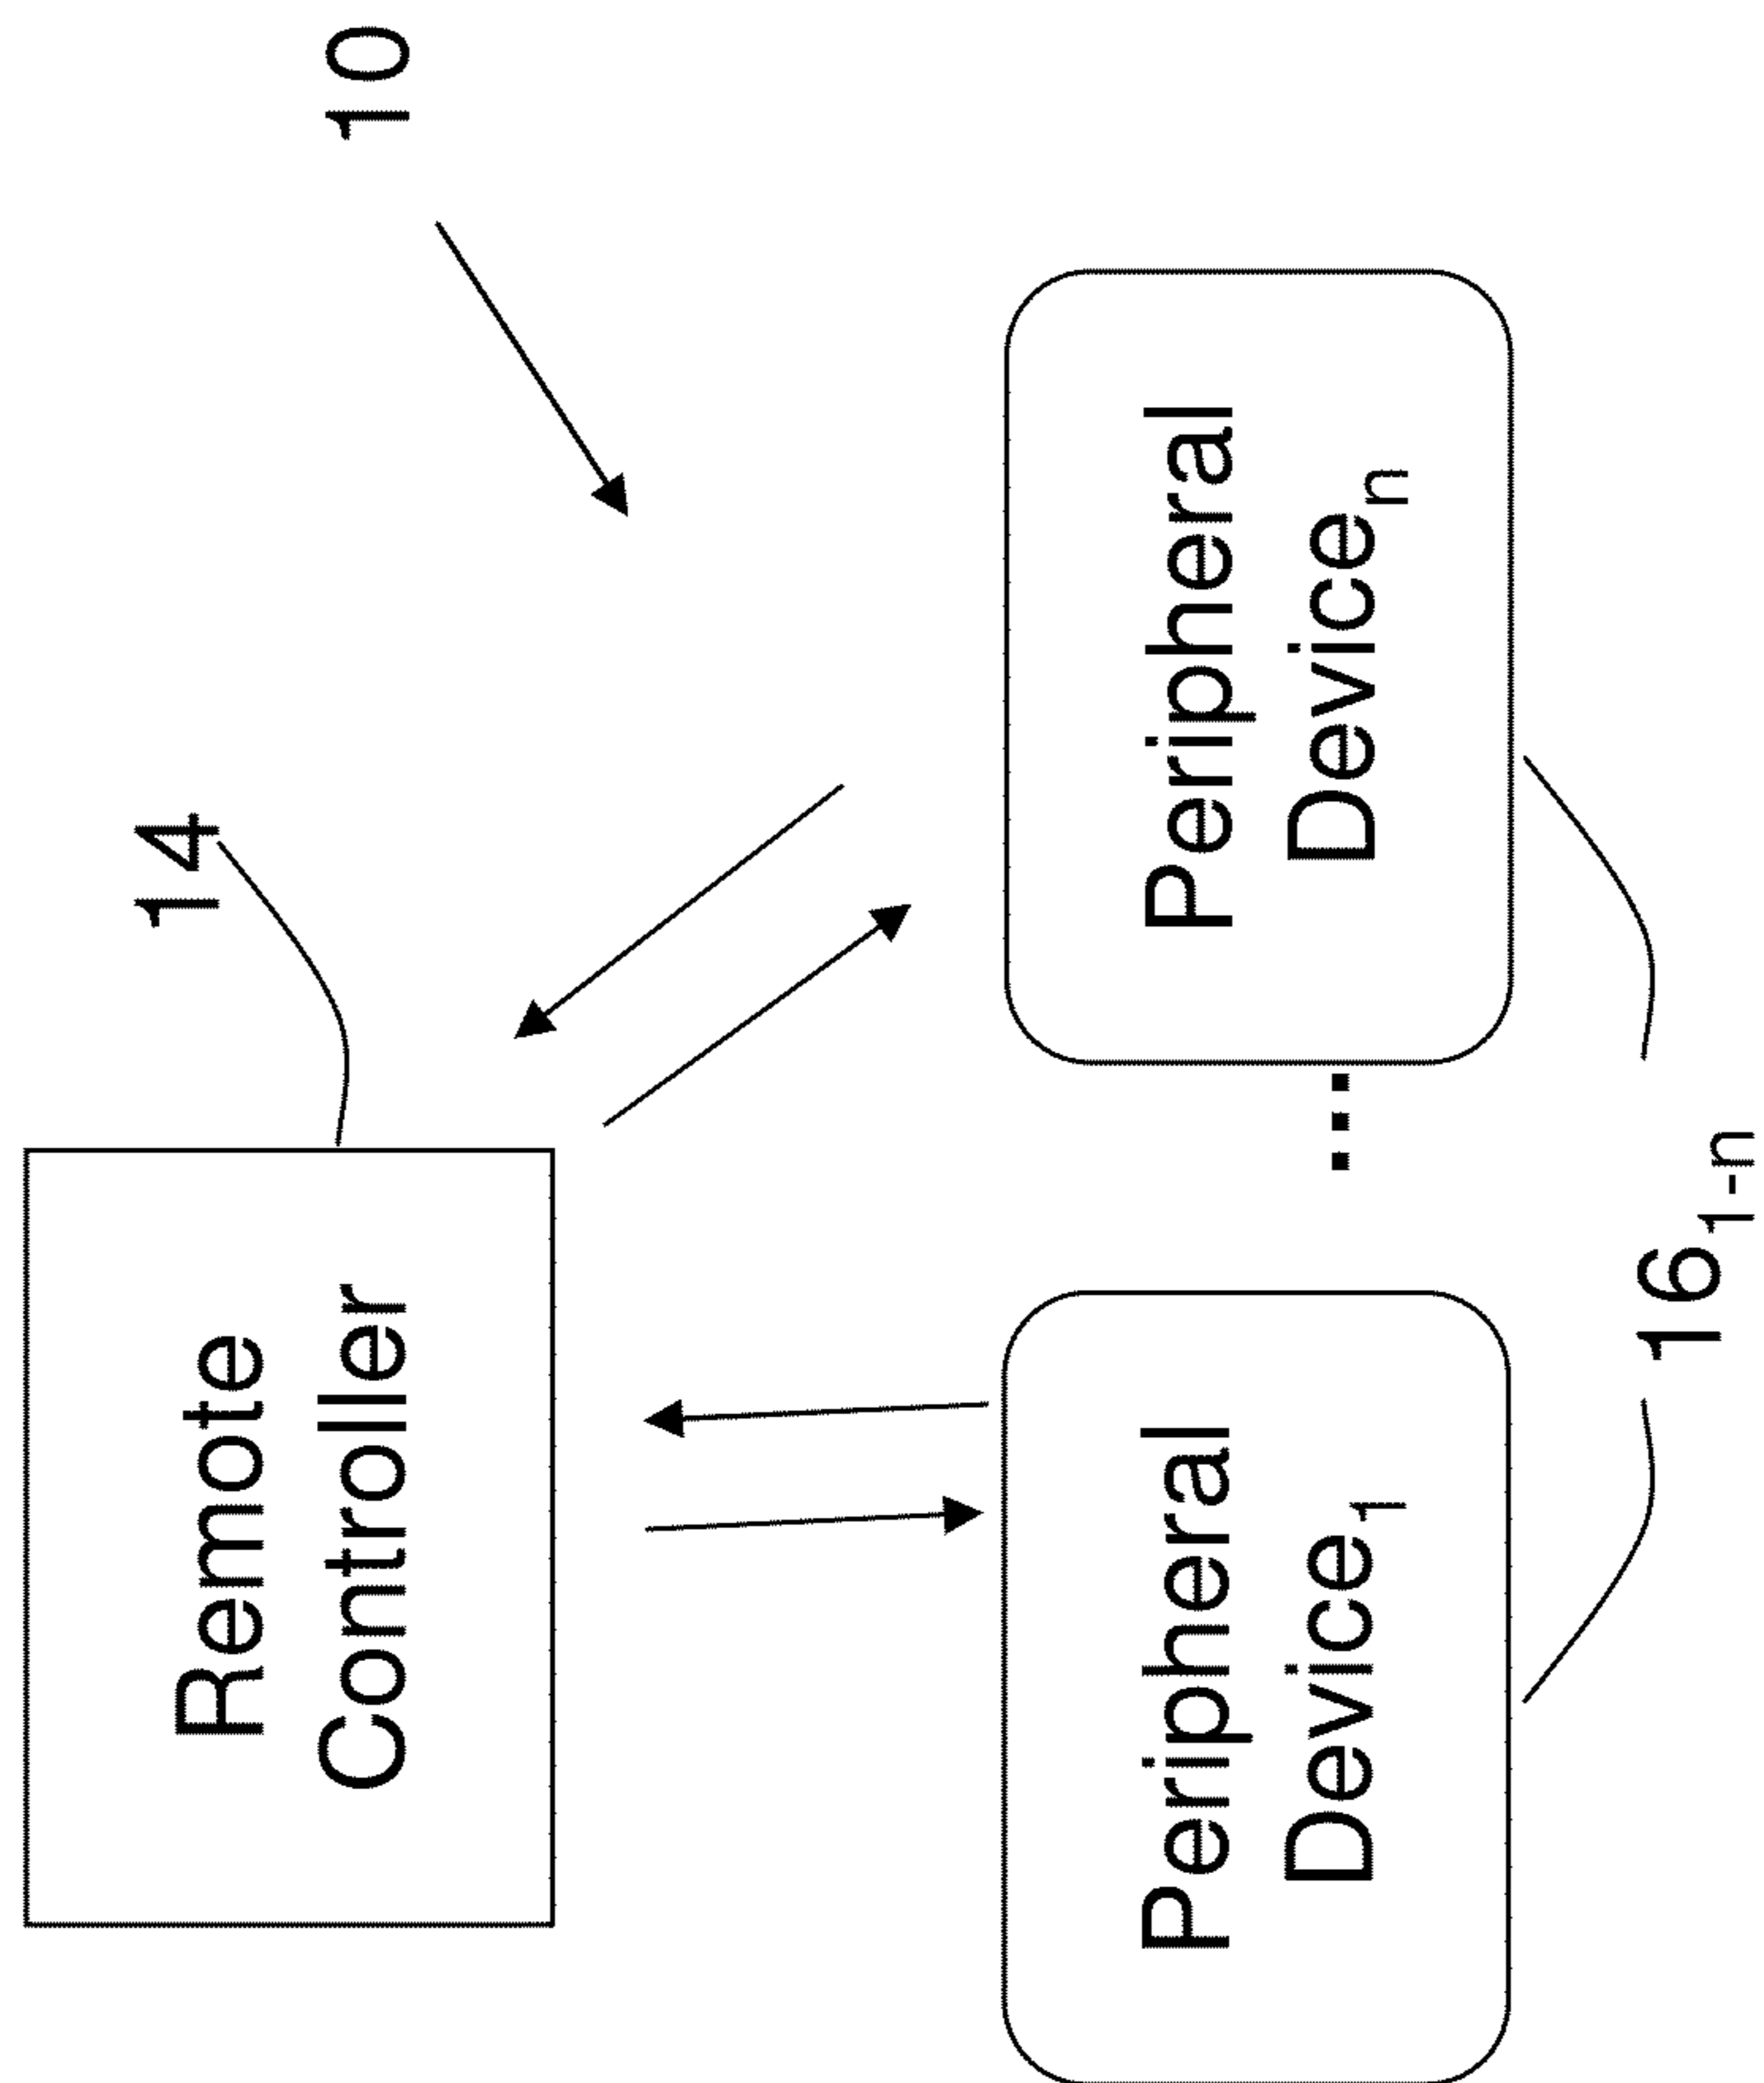 10
14
Remote
Controller
Peripheral
Device1
...
Peripheral
Devicen
161-n